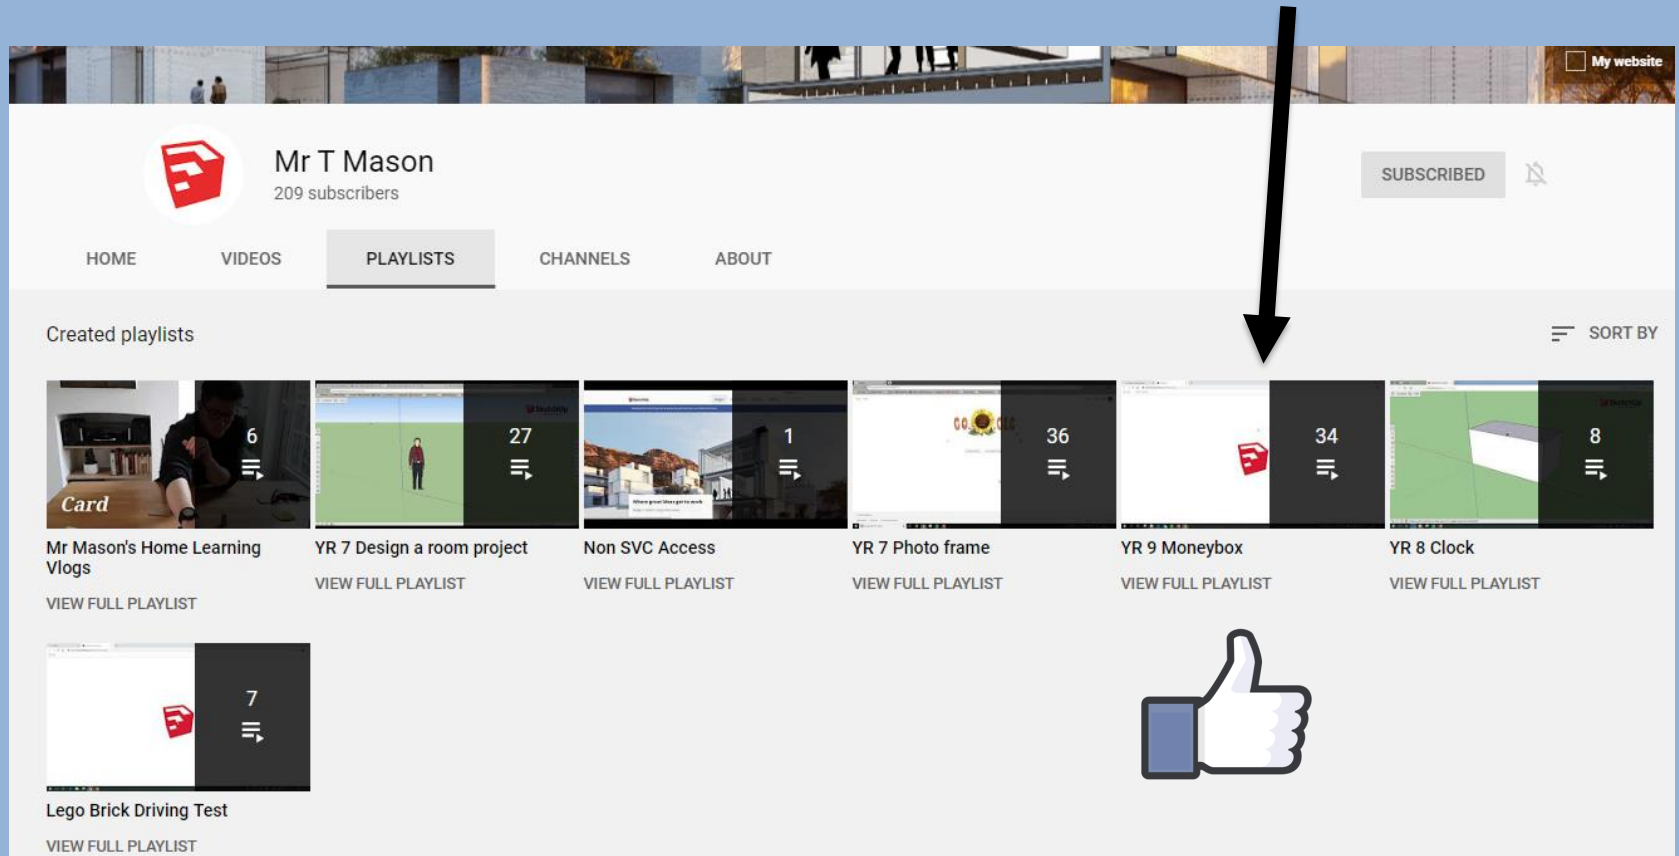 My website
Mr T Mason
209 subscribers
SUBSCRIBED
HOME VIDEOS PLAYLISTS CHANNELS ABOUT
Created playlists
SORT BY
6
Card
27
1
36
34
8
Mr Mason's Home Learning
Vlogs
VIEW FULL PLAYLIST
YR 7 Design a room project
VIEW FULL PLAYLIST
Non SVC Access
VIEW FULL PLAYLIST
YR 7 Photo frame
VIEW FULL PLAYLIST
YR 9 Moneybox
VIEW FULL PLAYLIST
YR 8 Clock
VIEW FULL PLAYLIST
7
Lego Brick Driving Test
VIEW FULL PLAYLIST